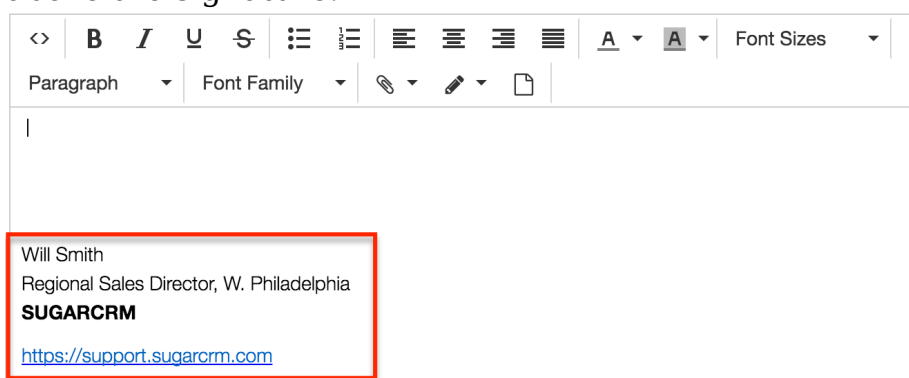 Font Sizes
Paragraph Font Family
Will Smith
Regional Sales Director, W. Philadelphia
SUGARCRM
https://support.sugarcrm.com